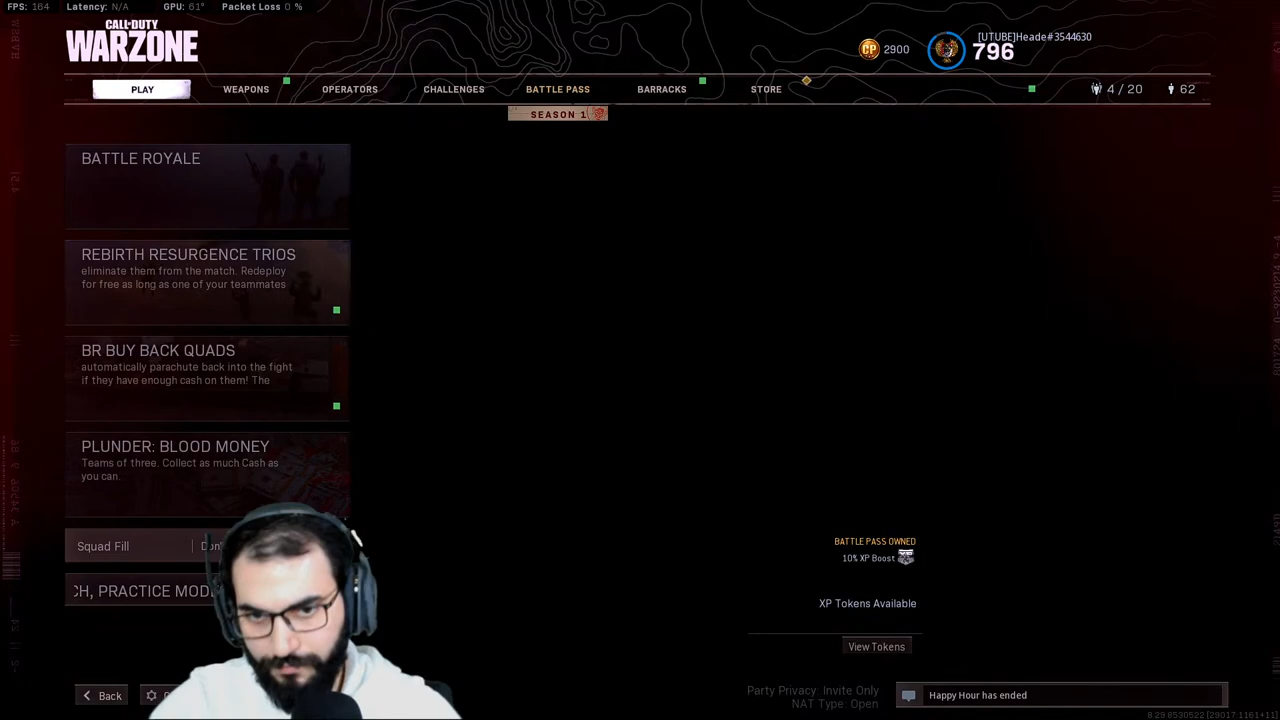 FPS: 164 Latency: N/A GPU: 61° Packet Loss 0 %
CALL OF DUTY
WARZONE
CP 2900
[UTUBE]Heade#3544630
796
PLAY WEAPONS OPERATORS CHALLENGES BATTLE PASS BARRACKS STORE 4 / 20 62
SEASON 1
BATTLE ROYALE
REBIRTH RESURGENCE TRIOS
eliminate them from the match. Redeploy
for free as long as one of your teammates
BR BUY BACK QUADS
automatically parachute back into the fight
if they have enough cash on them! The
PLUNDER: BLOOD MONEY
Teams of three. Collect as much Cash as
you can.
Squad Fill
CH, PRACTICE MOD
BATTLE PASS OWNED
10% XP Boost
XP Tokens Available
View Tokens
Back
Party Privacy: Invite Only
NAT Type: Open
Happy Hour has ended